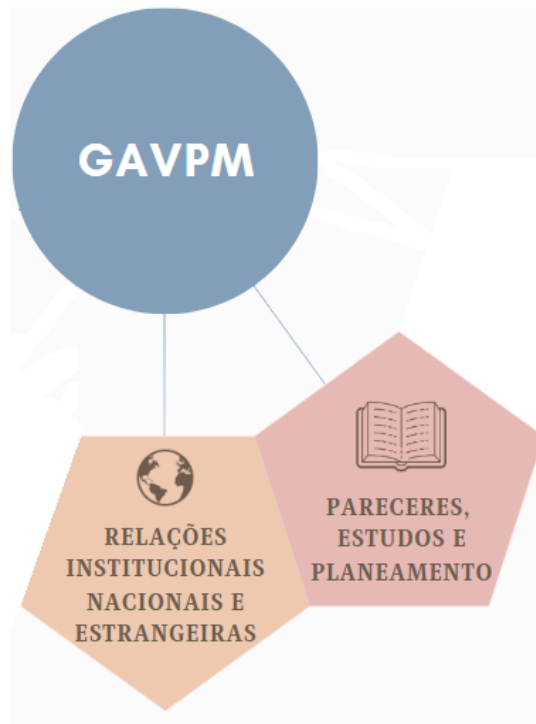 GAVPM
RELAÇÕES
INSTITUCIONAIS
NACIONAIS E
ESTRANGEIRAS
PARECERES,
ESTUDOS E
PLANEAMENTO